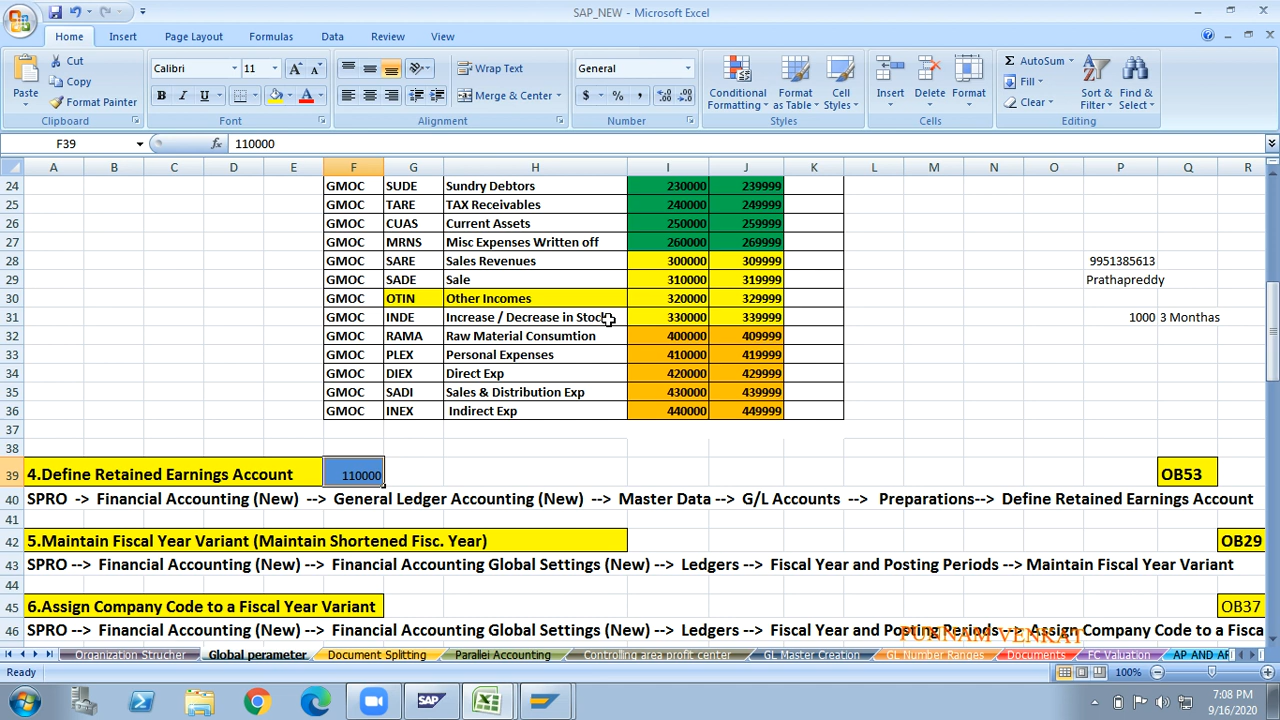 SAP_NEW - Microsoft Excel
Home Insert Page Layout Formulas Data Review View
Paste
Cut
Copy
Format Painter
Clipboard
Calibri 11
B I U
Font
Wrap Text
Merge & Center
Alignment
General
$ % ,
Number
Conditional Formatting
Format as Table
Cell Styles
Styles
Insert Delete Format
Cells
AutoSum
Fill
Clear
Sort & Filter
Find & Select
Editing
F39 fx 110000
A B C D E F G H I J K L M N O P Q R
24 GMOC SUDE Sundry Debtors 230000 239999
25 GMOC TARE TAX Receivables 240000 249999
26 GMOC CUAS Current Assets 250000 259999
27 GMOC MRNS Misc Expenses Written off 260000 269999
28 GMOC SARE Sales Revenues 300000 309999 9951385613
29 GMOC SADE Sale 310000 319999 Prathapreddy
30 GMOC OTIN Other Incomes 320000 329999
31 GMOC INDE Increase / Decrease in Stock 330000 339999 1000 3 Monthas
32 GMOC RAMA Raw Material Consumtion 400000 409999
33 GMOC PLEX Personal Expenses 410000 419999
34 GMOC DIEX Direct Exp 420000 429999
35 GMOC SADI Sales & Distribution Exp 430000 439999
36 GMOC INEX Indirect Exp 440000 449999
37
38
39 4.Define Retained Earnings Account 110000 OB53
40 SPRO -> Financial Accounting (New) --> General Ledger Accounting (New) --> Master Data --> G/L Accounts --> Preparations--> Define Retained Earnings Account
41
42 5.Maintain Fiscal Year Variant (Maintain Shortened Fisc. Year) OB29
43 SPRO --> Financial Accounting (New) --> Financial Accounting Global Settings (New) --> Ledgers --> Fiscal Year and Posting Periods --> Maintain Fiscal Year Variant
44
45 6.Assign Company Code to a Fiscal Year Variant OB37
46 SPRO --> Financial Accounting (New) --> Financial Accounting Global Settings (New) --> Ledgers --> Fiscal Year and Posting Periods --> Assign Company Code to a Fisca
VENKAT
Organization Strucher Global perameter Document Splitting Parallel Accounting Controlling area profit center GL Master Creation GL Number Ranges Documents FC Valuation AP AND AR
Ready 100%
SAP
7:08 PM
9/16/2020